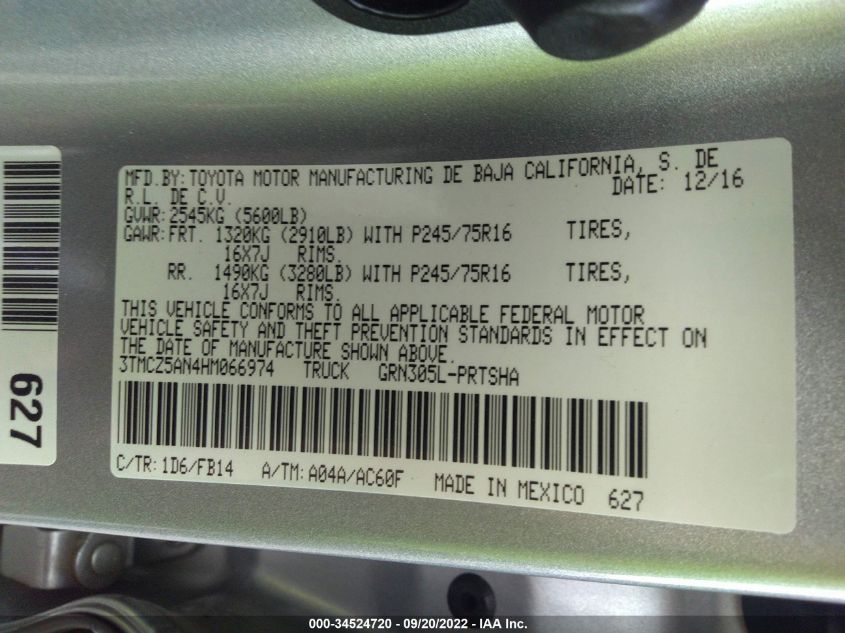 MFD.BY:TOYOTA MOTOR MANUFACTURING DE BAJA CALIFORNIA, S. DE
R.L. DE C.V. DATE: 12/16
GVWR:2545KG (5600LB)
GAWR:FRT. 1320KG (2910LB) WITH P245/75R16 TIRES,
16X7J RIMS.
RR. 1490KG (3280LB) WITH P245/75R16 TIRES,
16X7J RIMS.
THIS VEHICLE CONFORMS TO ALL APPLICABLE FEDERAL MOTOR
VEHICLE SAFETY AND THEFT PREVENTION STANDARDS IN EFFECT ON
THE DATE OF MANUFACTURE SHOWN ABOVE.
3TMCZ5AN4HM066974 TRUCK GRN305L-PRTSHA
C/TR:1D6/FB14 A/TM:A04A/AC60F MADE IN MEXICO 627
627
000-34524720 - 09/20/2022 - IAA Inc.